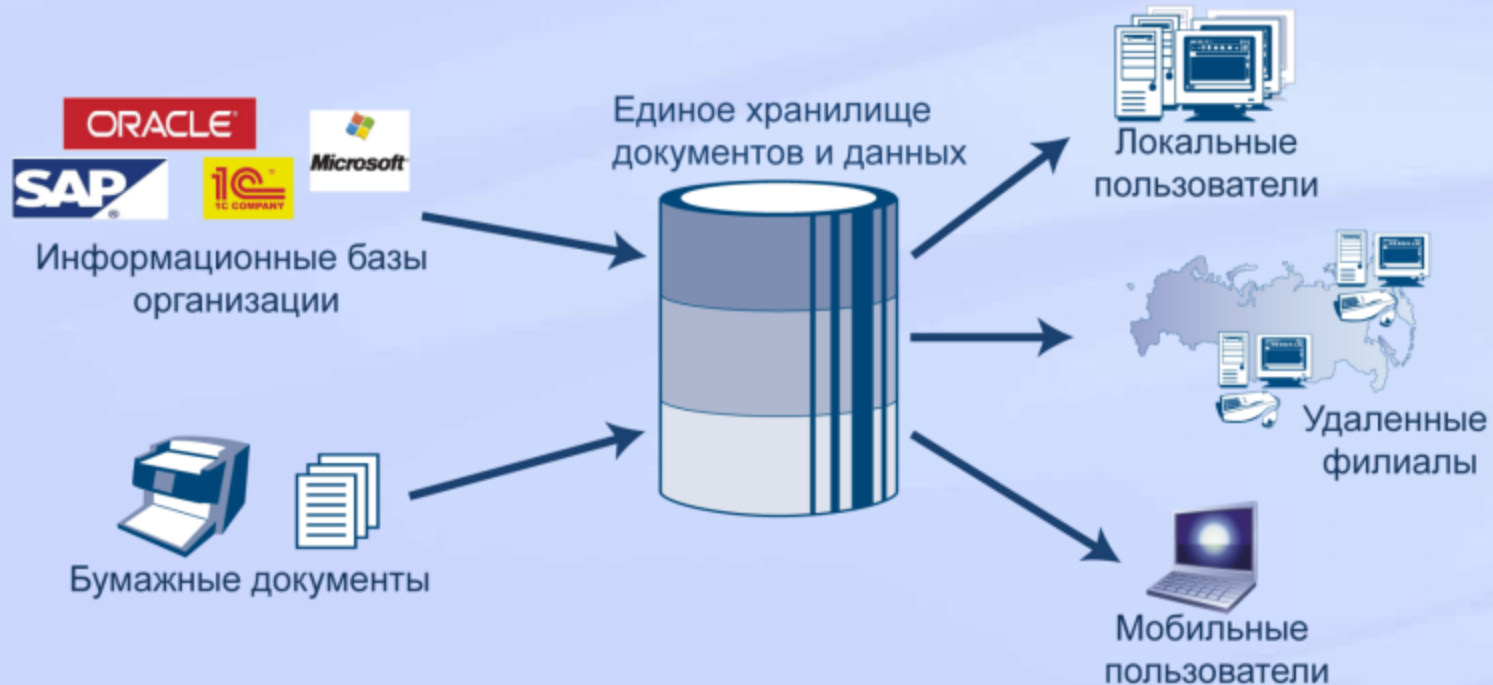 ORACLE
SAP
1С
1C COMPANY
Microsoft
Информационные базы
организации
Бумажные документы
Единое хранилище
документов и данных
Локальные
пользователи
Удаленные
филиалы
Мобильные
пользователи